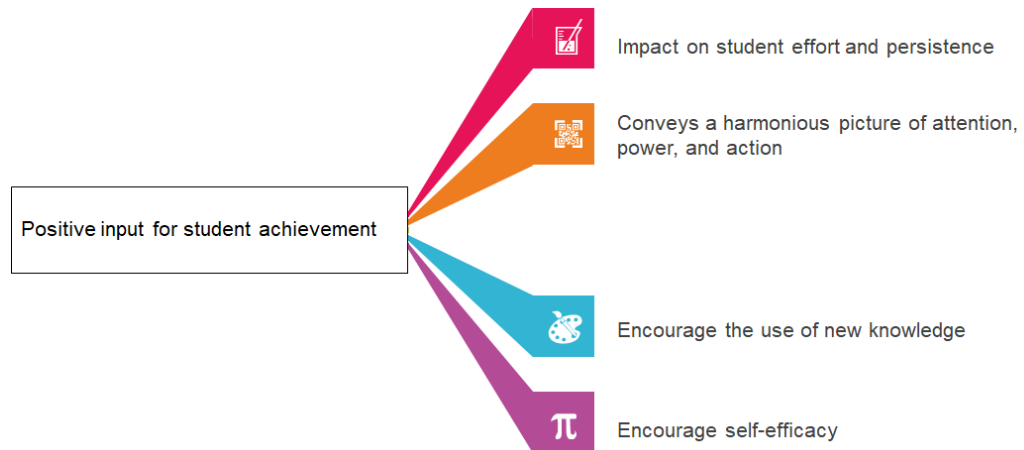 Impact on student effort and persistence
Conveys a harmonious picture of attention,
power, and action
Positive input for student achievement
Encourage the use of new knowledge
π
Encourage self-efficacy